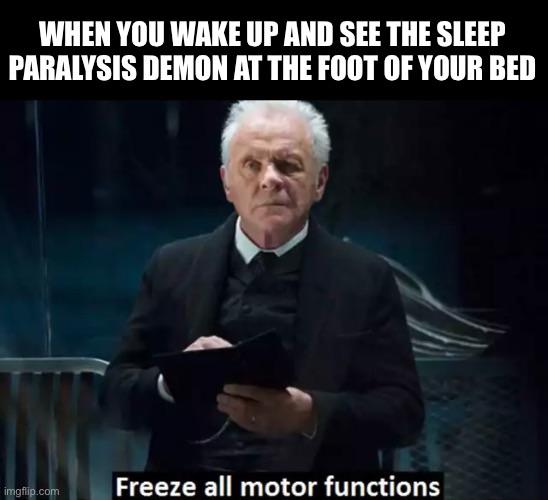 WHEN YOU WAKE UP AND SEE THE SLEEP
PARALYSIS DEMON AT THE FOOT OF YOUR BED
Freeze all motor functions
imgflip.com